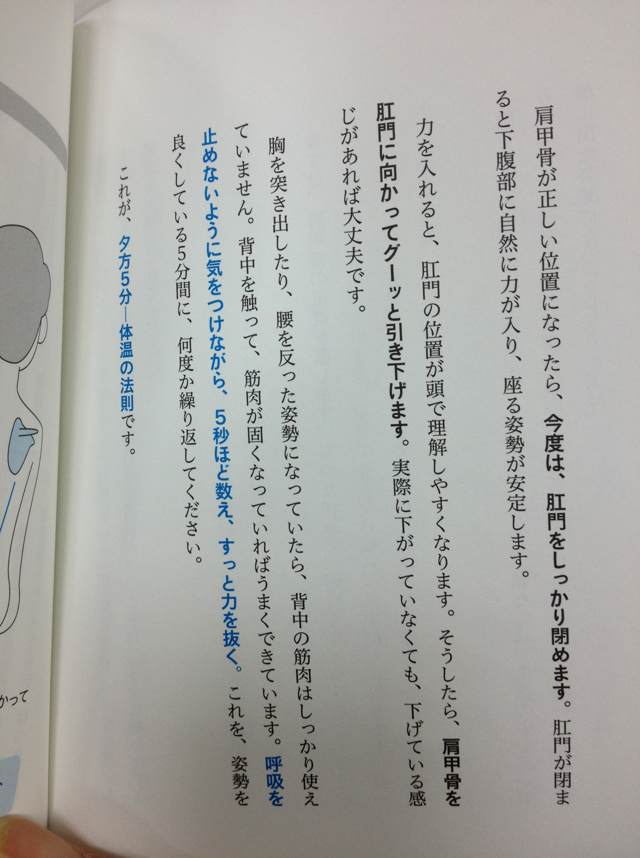 肩甲骨が正しい位置になったら、今度は、肛門をしっかり閉めます。肛門が閉ま
ると下腹部に自然に力が入り、座る姿勢が安定します。
力を入れると、肛門の位置が頭で理解しやすくなります。そうしたら、肩甲骨を
肛門に向かってグーッと引き下げます。実際に下がっていなくても、下げている感
じがあれば大丈夫です。
胸を突き出したり、腰を反った姿勢になっていたら、背中の筋肉はしっかり使え
ていません。背中を触って、筋肉が固くなっていればうまくできています。呼吸を
止めないように気をつけながら、5秒ほど数え、すっと力を抜く。これを、姿勢を
良くしている5分間に、何度か繰り返してください。
これが、夕方5分―体温の法則です。
かって